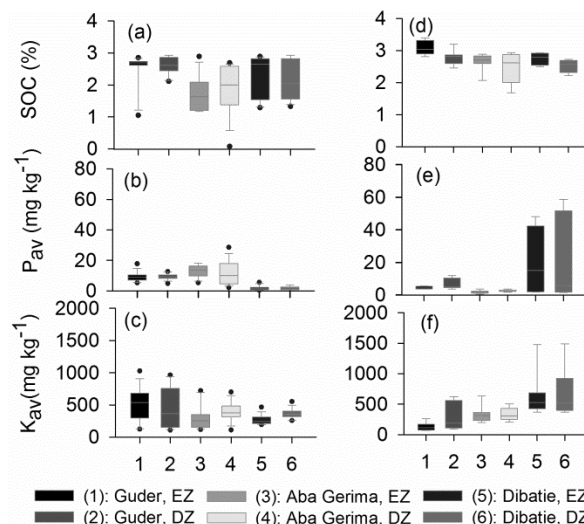 (a)
(d)
SOC (%)
4
3
2
1
0
4
3
2
1
0
(b)
(e)
P_av (mg kg⁻¹)
80
60
40
20
0
80
60
40
20
0
(c)
(f)
K_av(mg kg⁻¹)
2000
1500
1000
500
0
2000
1500
1000
500
0
1 2 3 4 5 6
1 2 3 4 5 6
(1): Guder, EZ (3): Aba Gerima, EZ (5): Dibatie, EZ
(2): Guder, DZ (4): Aba Gerima, DZ (6): Dibatie, DZ